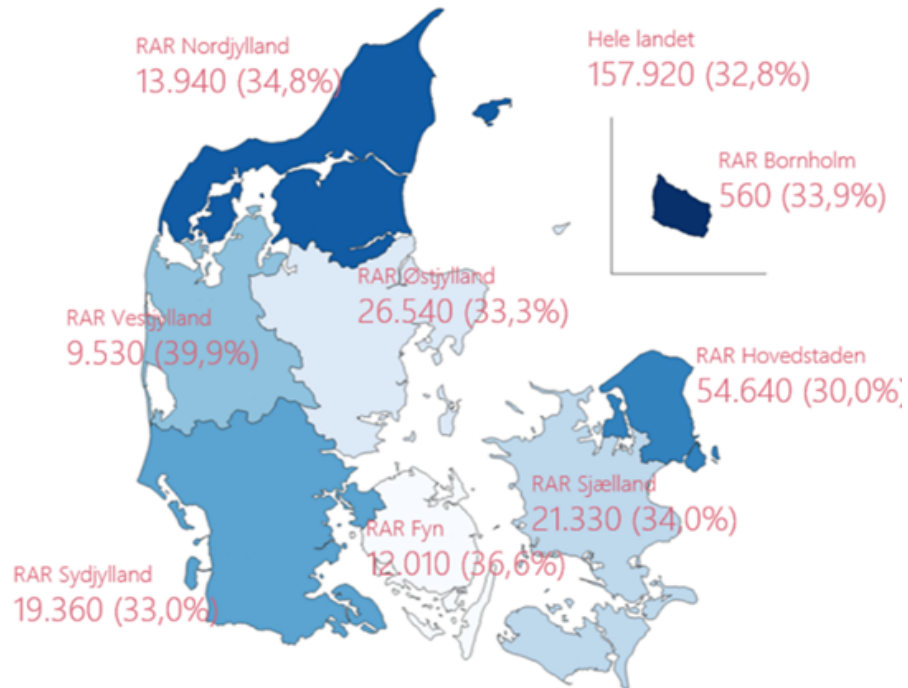 RAR Nordjylland
13.940 (34,8%)
Hele landet
157.920 (32,8%)
RAR Bornholm
560 (33,9%)
RAR Østjylland
26.540 (33,3%)
RAR Vestjylland
9.530 (39,9%)
RAR Hovedstaden
54.640 (30,0%)
RAR Sjælland
21.330 (34,0%)
RAR Fyn
12.010 (36,6%)
RAR Sydjylland
19.360 (33,0%)